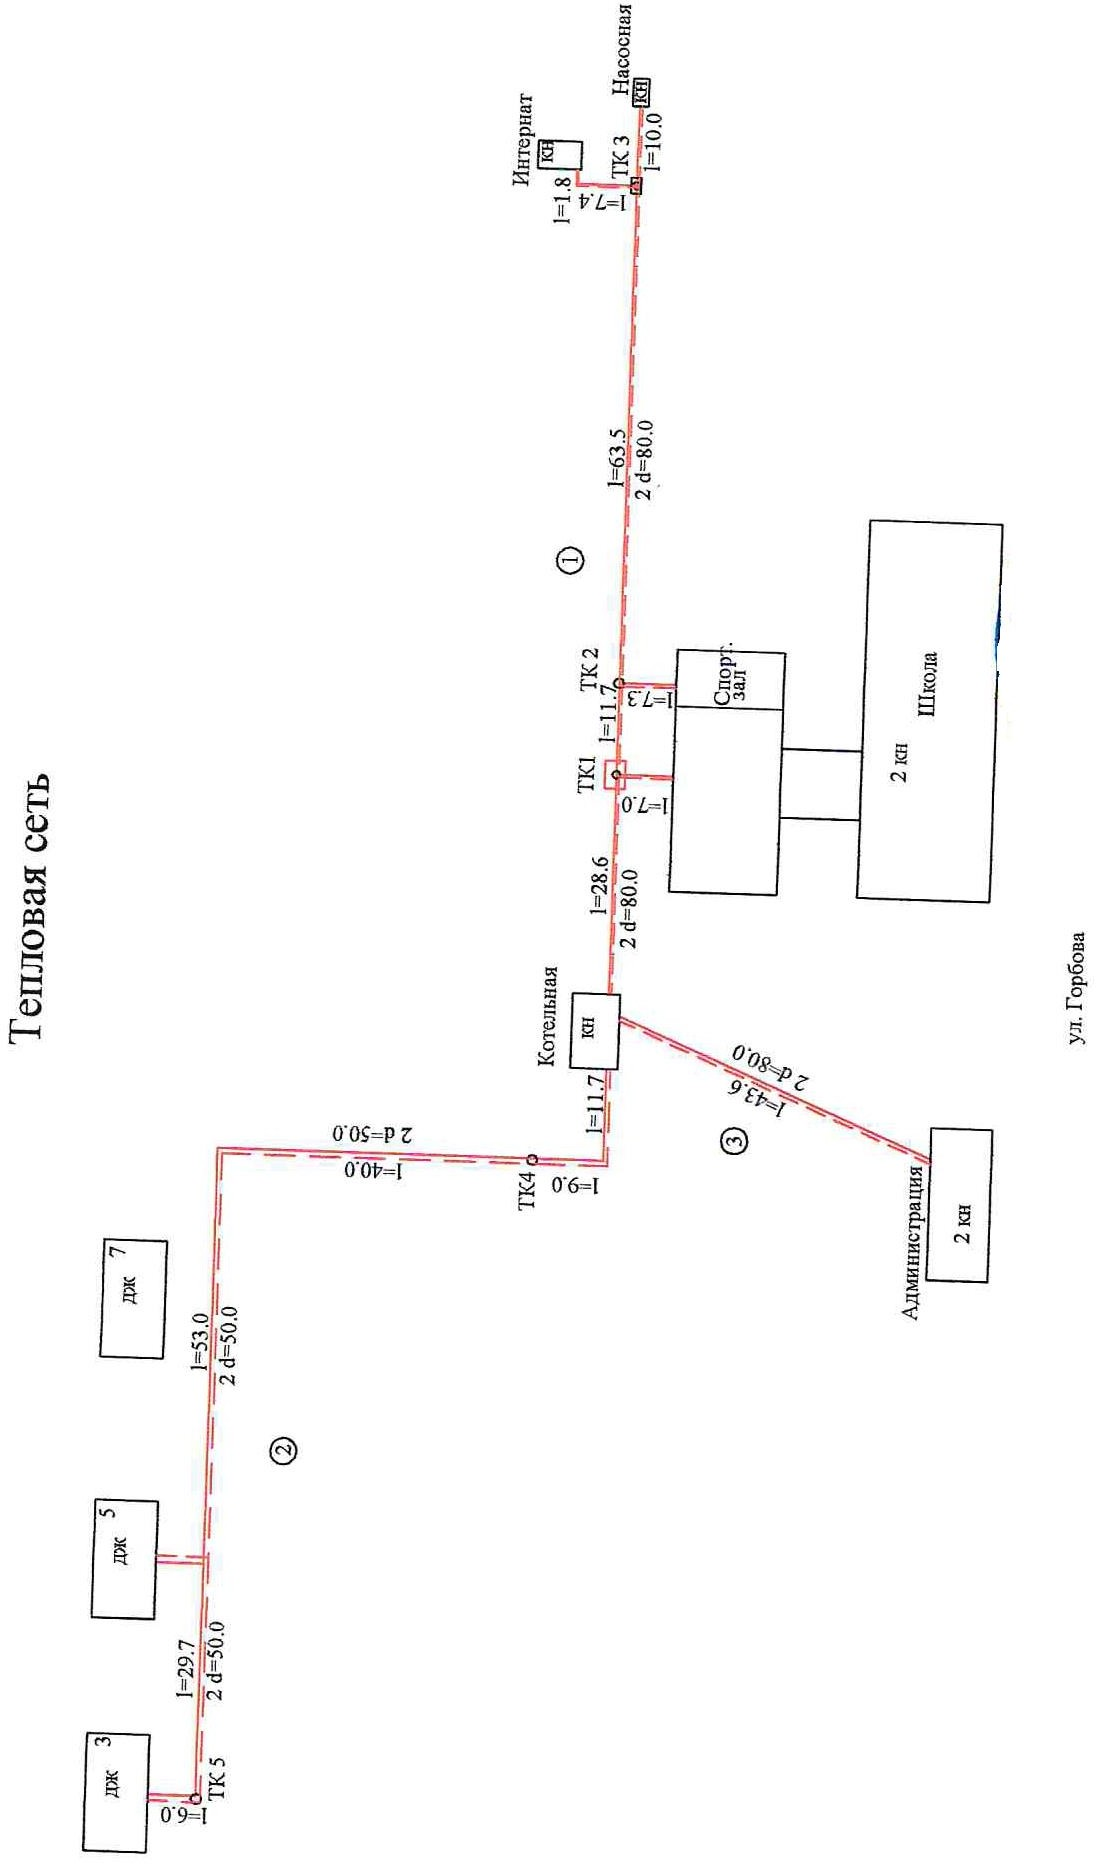 Тепловая сеть
Насосная
кн
Интернат
кн
ТК 3
l=10.0
l=1.8
l=7.4
l=63.5
2 d=80.0
1
ТК 2
l=11.7
l=7.3
Спорт.
зал
Школа
2 кн
ТК1
l=7.0
l=28.6
2 d=80.0
Котельная
кн
l=11.7
2 d=80.0
l=43.6
3
Администрация
2 кн
ул. Горбова
l=9.0
ТК4
2 d=50.0
l=40.0
7
дж
l=53.0
2 d=50.0
2
5
дж
l=29.7
2 d=50.0
3
дж
ТК 5
l=6.0